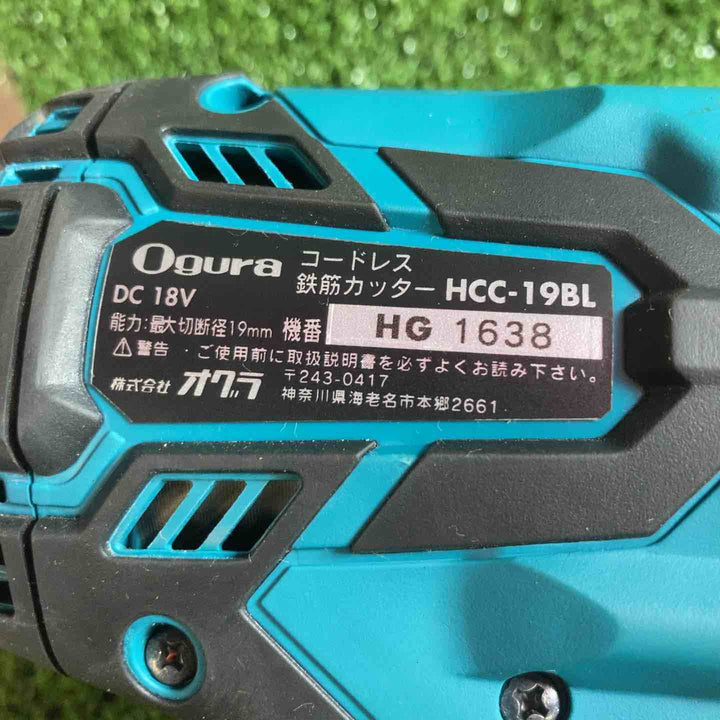 Ogura コードレス
鉄筋カッター HCC-19BL
DC 18V
能力:最大切断径19mm 機番 HG 1638
⚠警告・ご使用前に取扱説明書を必ずよくお読み下さい。
株式会社 オグラ 〒243-0417
神奈川県海老名市本郷2661